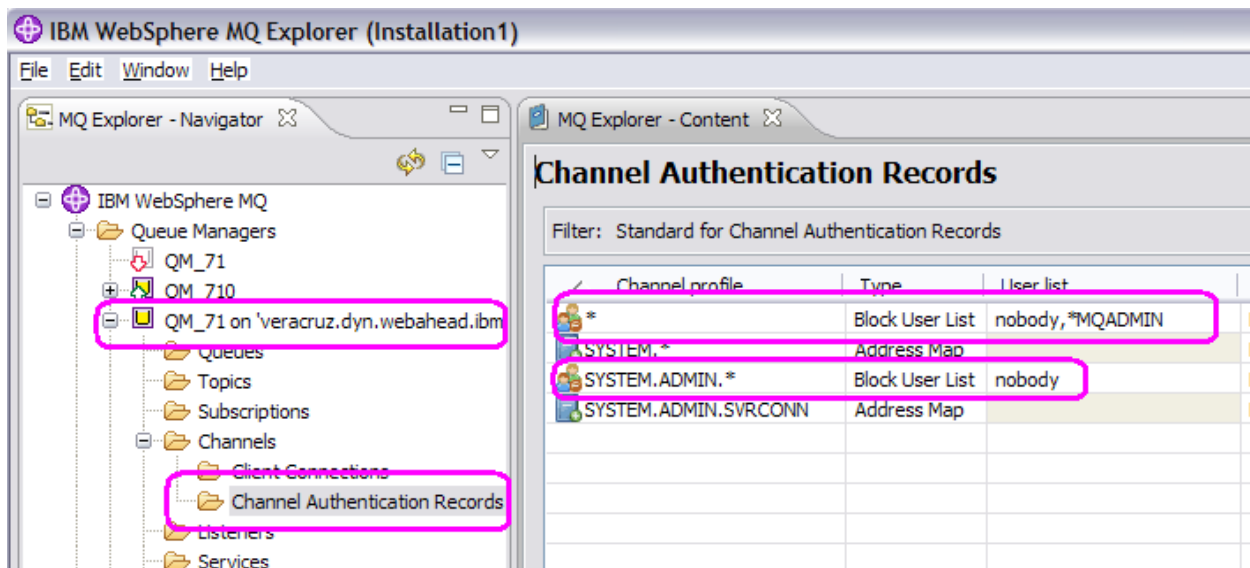 IBM WebSphere MQ Explorer (Installation1)
File Edit Window Help
MQ Explorer - Navigator
MQ Explorer - Content
IBM WebSphere MQ
Queue Managers
QM_71
QM_710
QM_71 on 'veracruz.dyn.webahead.ibm
Queues
Topics
Subscriptions
Channels
Client Connections
Channel Authentication Records
Listeners
Services
Channel Authentication Records
Filter: Standard for Channel Authentication Records
Channel profile Type User list
* Block User List nobody,*MQADMIN
SYSTEM.* Address Map
SYSTEM.ADMIN.* Block User List nobody
SYSTEM.ADMIN.SVRCONN Address Map